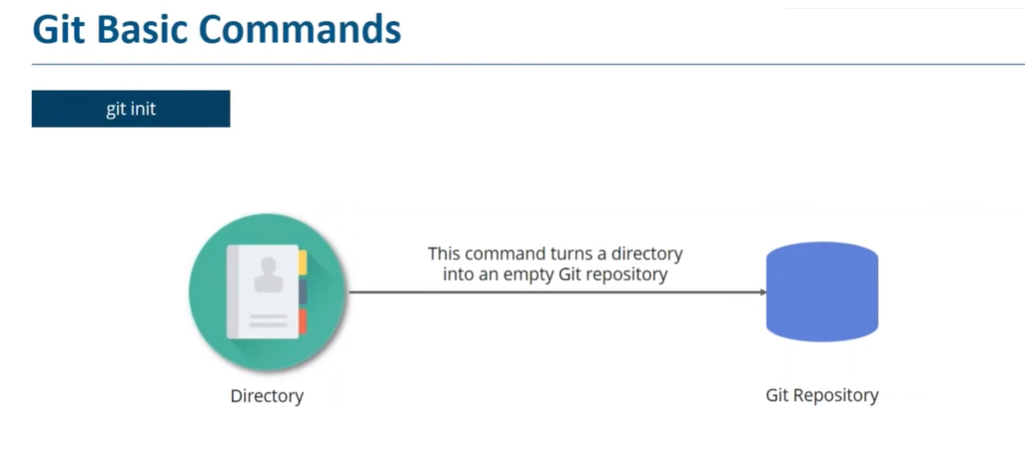 Git Basic Commands
git init
This command turns a directory
into an empty Git repository
Directory
Git Repository